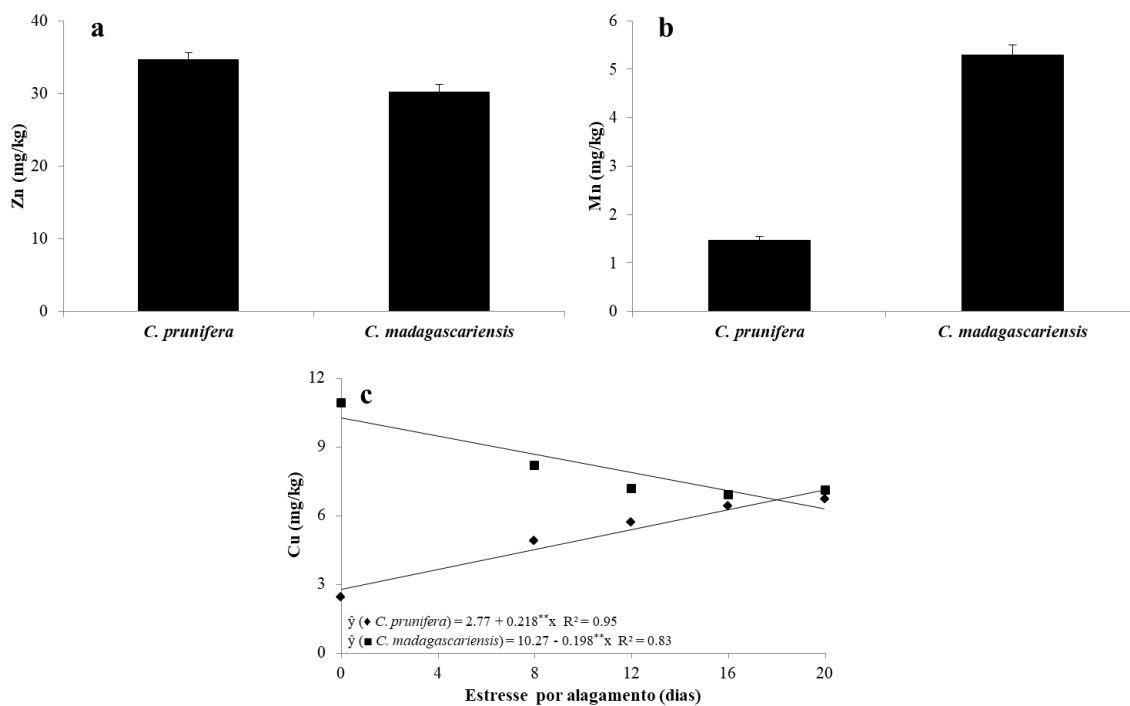 a
Zn (mg/kg)
40
30
20
10
0
C. prunifera
C. madagascariensis
b
Mn (mg/kg)
6
5
4
3
2
1
0
C. prunifera
C. madagascariensis
c
Cu (mg/kg)
12
9
6
3
0
ŷ (♦ C. prunifera) = 2.77 + 0.218**x R² = 0.95
ŷ (■ C. madagascariensis) = 10.27 - 0.198**x R² = 0.83
0 4 8 12 16 20
Estresse por alagamento (dias)